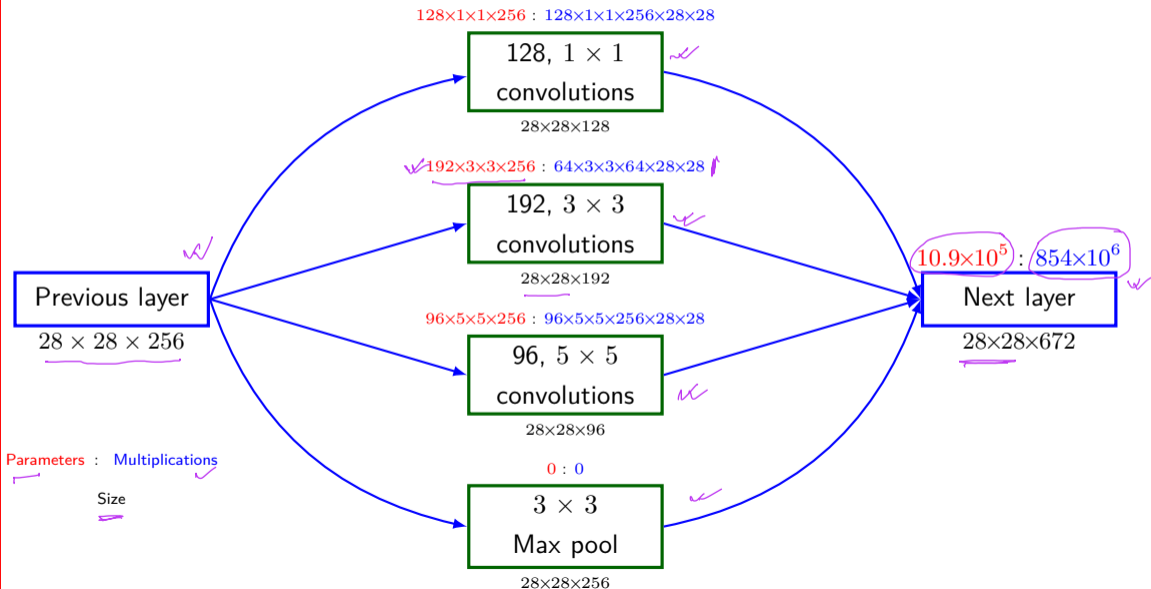 128×1×1×256 : 128×1×1×256×28×28
128, 1 × 1
convolutions
28×28×128
192×3×3×256 : 64×3×3×64×28×28
192, 3 × 3
convolutions
28×28×192
Previous layer
28 × 28 × 256
10.9×10⁵ : 854×10⁶
Next layer
28×28×672
96×5×5×256 : 96×5×5×256×28×28
96, 5 × 5
convolutions
28×28×96
Parameters : Multiplications
Size
0 : 0
3 × 3
Max pool
28×28×256